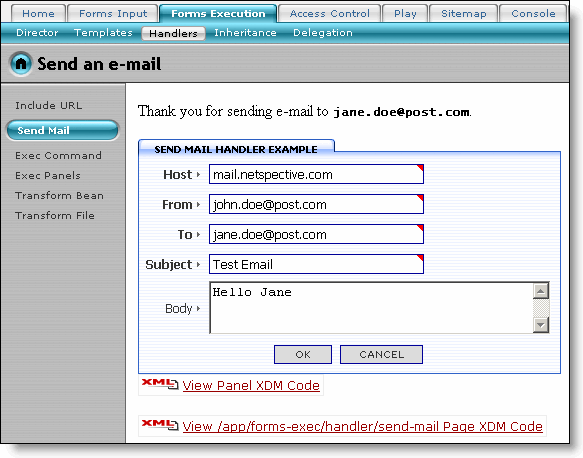 Home Forms Input Forms Execution Access Control Play Sitemap Console
Director Templates Handlers Inheritance Delegation
Send an e-mail
Include URL
Send Mail
Exec Command
Exec Panels
Transform Bean
Transform File
Thank you for sending e-mail to jane.doe@post.com.
SEND MAIL HANDLER EXAMPLE
Host mail.netspective.com
From john.doe@post.com
To jane.doe@post.com
Subject Test Email
Body Hello Jane
OK CANCEL
XML View Panel XDM Code
XML View /app/forms-exec/handler/send-mail Page XDM Code